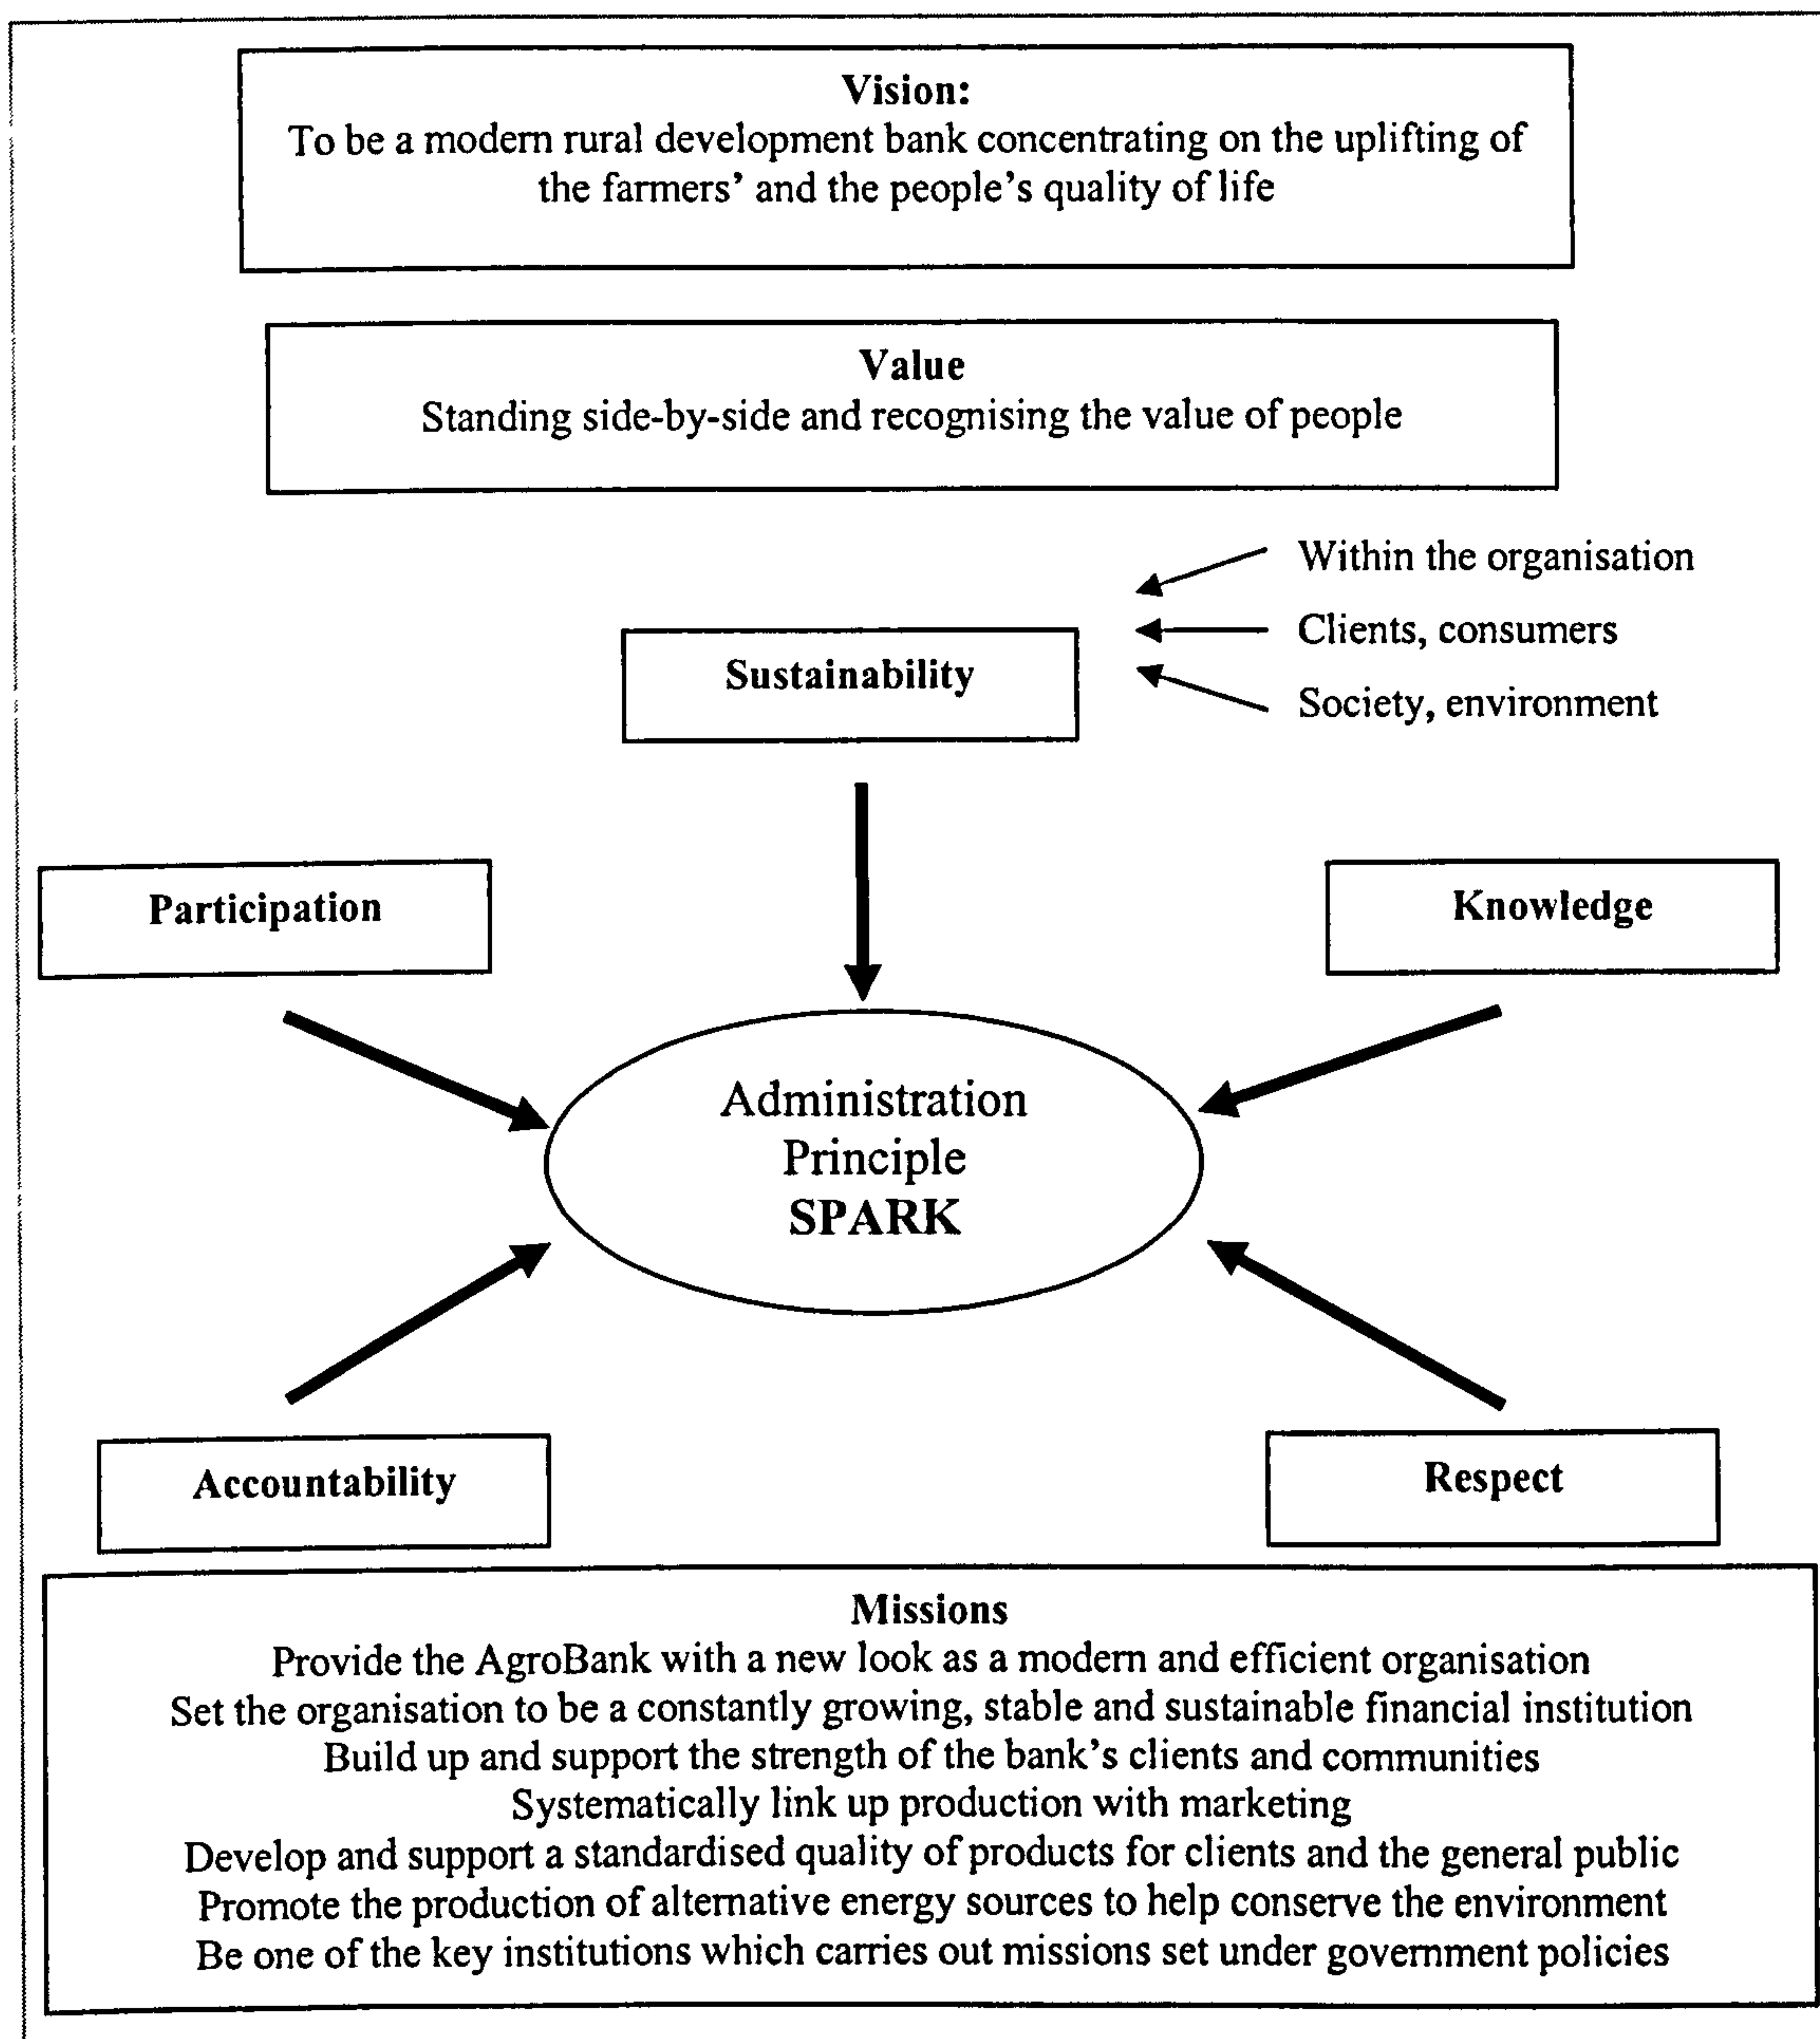 Vision:
To be a modern rural development bank concentrating on the uplifting of
the farmers' and the people's quality of life
Value
Standing side-by-side and recognising the value of people
Within the organisation
Clients, consumers
Society, environment
Sustainability
Participation
Knowledge
Administration
Principle
SPARK
Accountability
Respect
Missions
Provide the AgroBank with a new look as a modern and efficient organisation
Set the organisation to be a constantly growing, stable and sustainable financial institution
Build up and support the strength of the bank's clients and communities
Systematically link up production with marketing
Develop and support a standardised quality of products for clients and the general public
Promote the production of alternative energy sources to help conserve the environment
Be one of the key institutions which carries out missions set under government policies